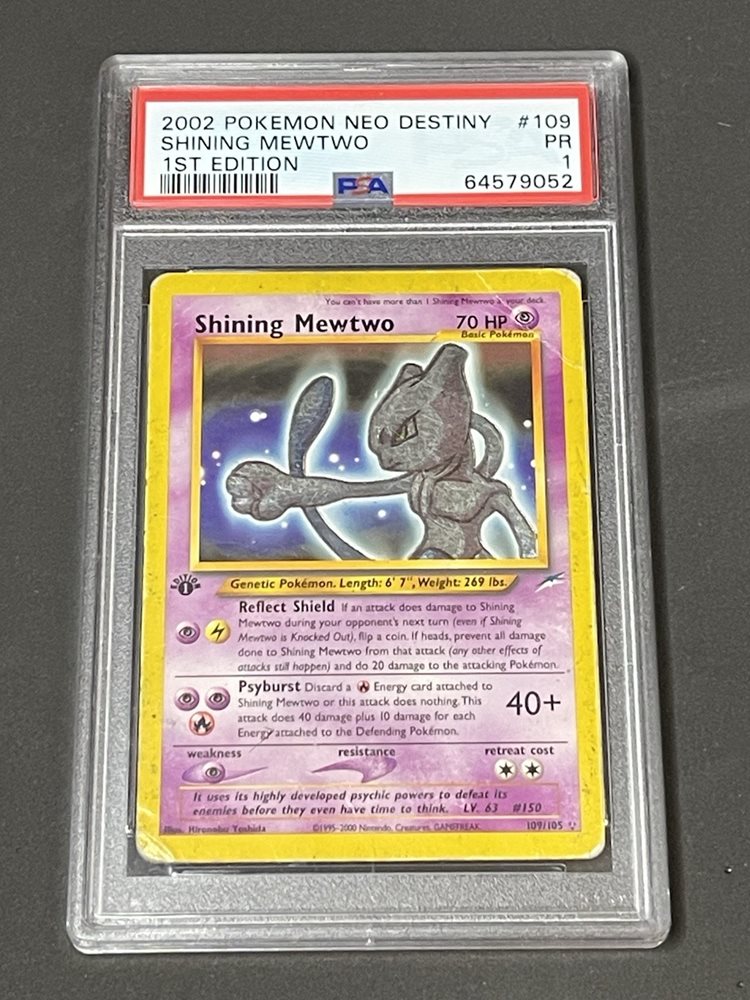 2002 POKEMON NEO DESTINY #109
SHINING MEWTWO PR
1ST EDITION 1
PSA 64579052
You can't have more than 1 Shining Mewtwo in your deck.
Shining Mewtwo 70 HP
Basic Pokémon
EDITION
1
Genetic Pokémon. Length: 6' 7", Weight: 269 lbs.
Reflect Shield If an attack does damage to Shining
Mewtwo during your opponent's next turn (even if Shining
Mewtwo is Knocked Out), flip a coin. If heads, prevent all damage
done to Shining Mewtwo from that attack (any other effects of
attacks still happen) and do 20 damage to the attacking Pokémon.
Psyburst Discard a Energy card attached to
Shining Mewtwo or this attack does nothing. This
attack does 40 damage plus 10 damage for each
Energy attached to the Defending Pokémon.
40+
weakness resistance retreat cost
It uses its highly developed psychic powers to defeat its
enemies before they even have time to think. LV. 63 #150
Illus. Hironobu Yoshida ©1995-2000 Nintendo, Creatures, GAMEFREAK. 109/105